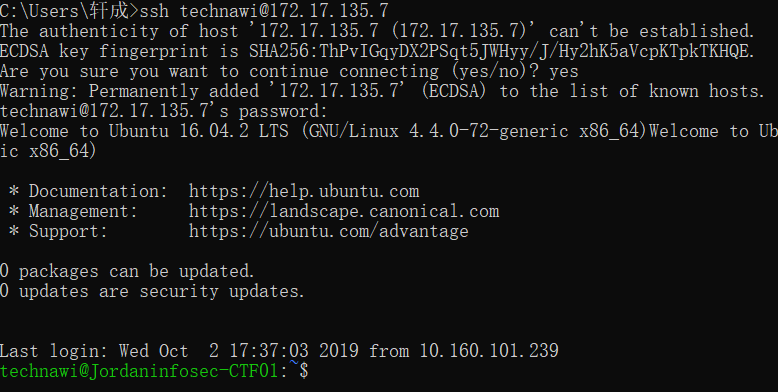 C:\Users\轩成>ssh technawi@172.17.135.7
The authenticity of host '172.17.135.7 (172.17.135.7)' can't be established.
ECDSA key fingerprint is SHA256:ThPvIGqyDX2PSqt5JWHyy/J/Hy2hK5aVcpKTpkTKHQE.
Are you sure you want to continue connecting (yes/no)? yes
Warning: Permanently added '172.17.135.7' (ECDSA) to the list of known hosts.
technawi@172.17.135.7's password:
Welcome to Ubuntu 16.04.2 LTS (GNU/Linux 4.4.0-72-generic x86_64)Welcome to Ub
ic x86_64)
* Documentation:  https://help.ubuntu.com
* Management:     https://landscape.canonical.com
* Support:        https://ubuntu.com/advantage
0 packages can be updated.
0 updates are security updates.
Last login: Wed Oct  2 17:37:03 2019 from 10.160.101.239
technawi@Jordaninfosec-CTF01:~$